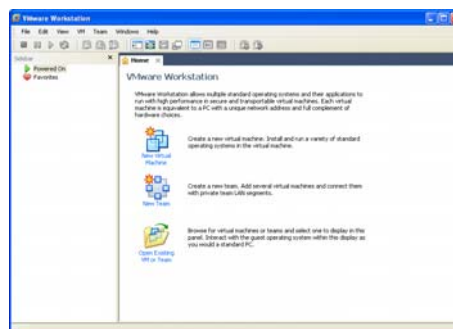 VMware Workstation
File Edit View VM Team Windows Help
Sidebar
Home
Powered On
Favorites
VMware Workstation
VMware Workstation allows multiple standard operating systems and their applications to
run with high performance in secure and transportable virtual machines. Each virtual
machine is equivalent to a PC with a unique network address and full complement of
hardware choices.
New Virtual
Machine
Create a new virtual machine. Install and run a variety of standard
operating systems in the virtual machine.
New Team
Create a new team. Add several virtual machines and connect them
with private team LAN segments.
Open Existing
VM or Team
Browse for virtual machines or teams and select one to display in this
panel. Interact with the guest operating system within this display as
you would a standard PC.